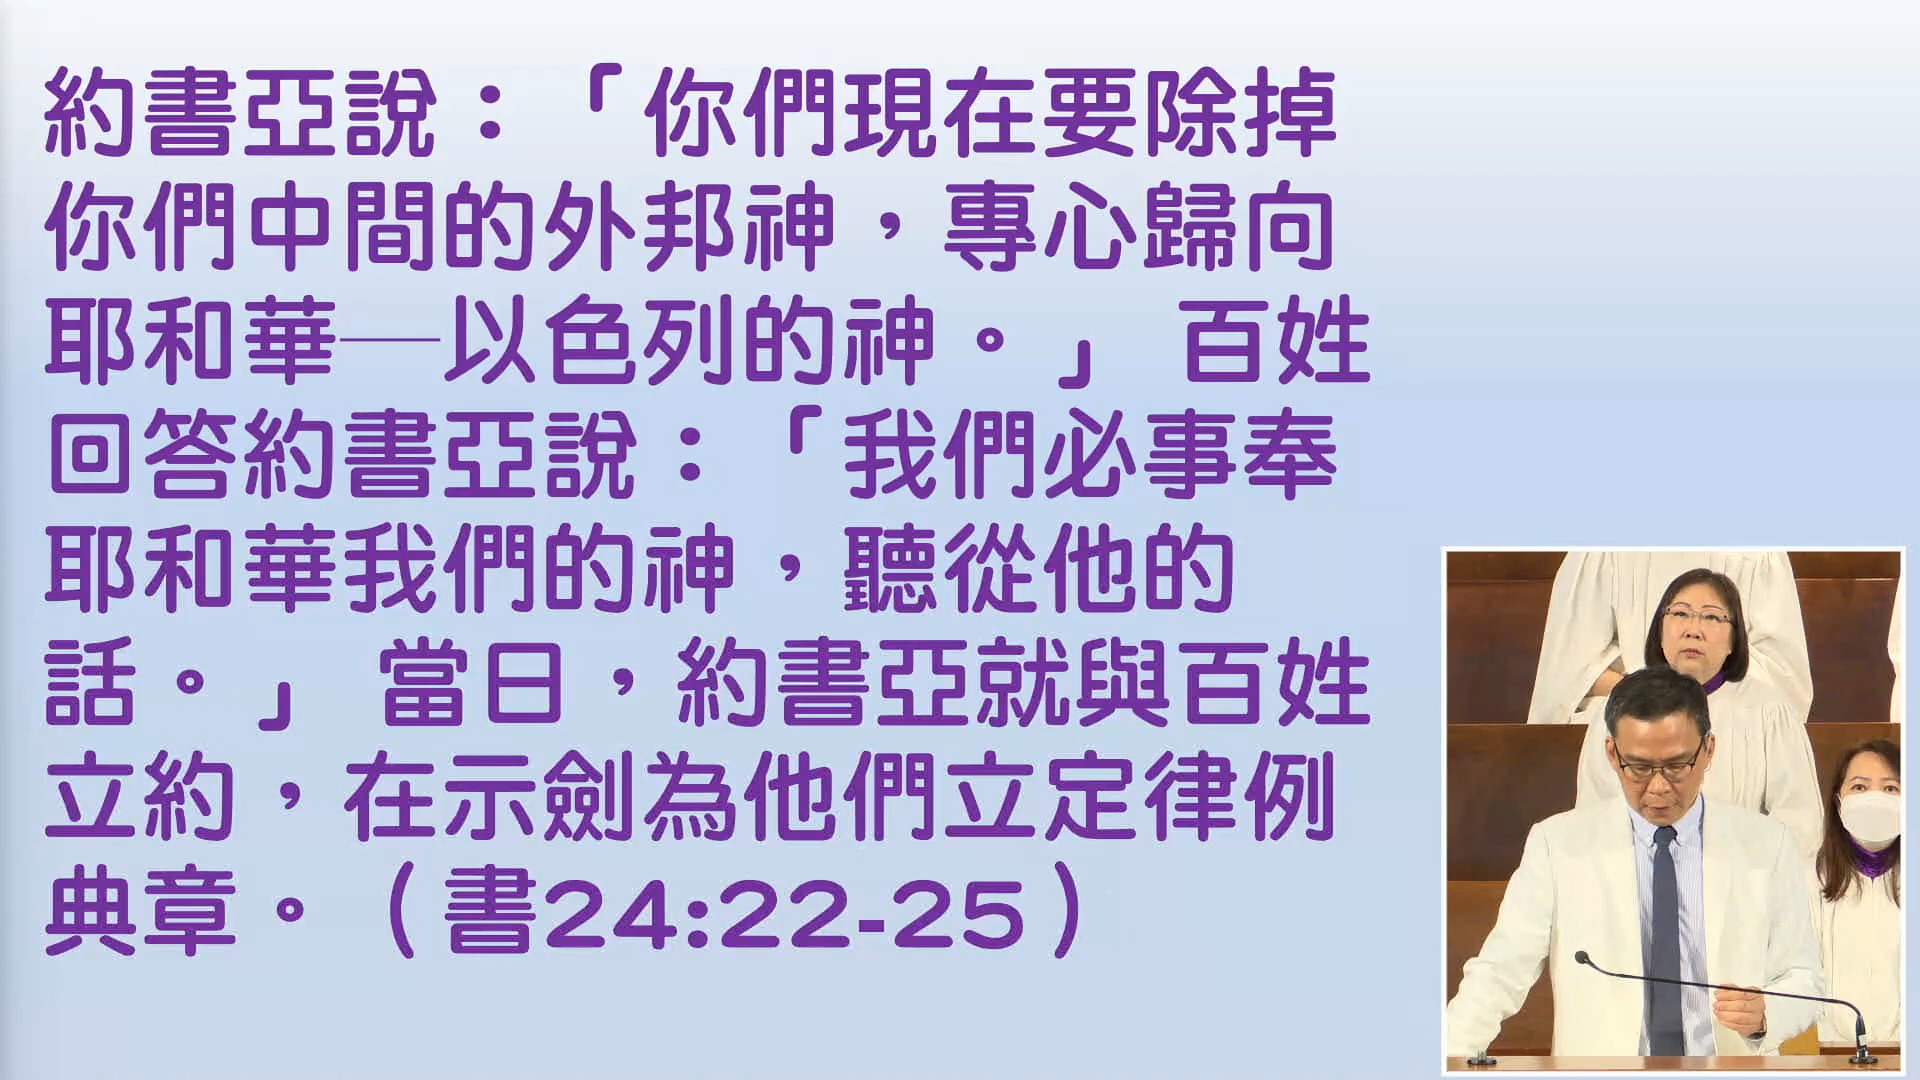 約書亞說：「你們現在要除掉
你們中間的外邦神，專心歸向
耶和華─以色列的神。」 百姓
回答約書亞說：「我們必事奉
耶和華我們的神，聽從他的
話。」 當日，約書亞就與百姓
立約，在示劍為他們立定律例
典章。（書24:22-25）